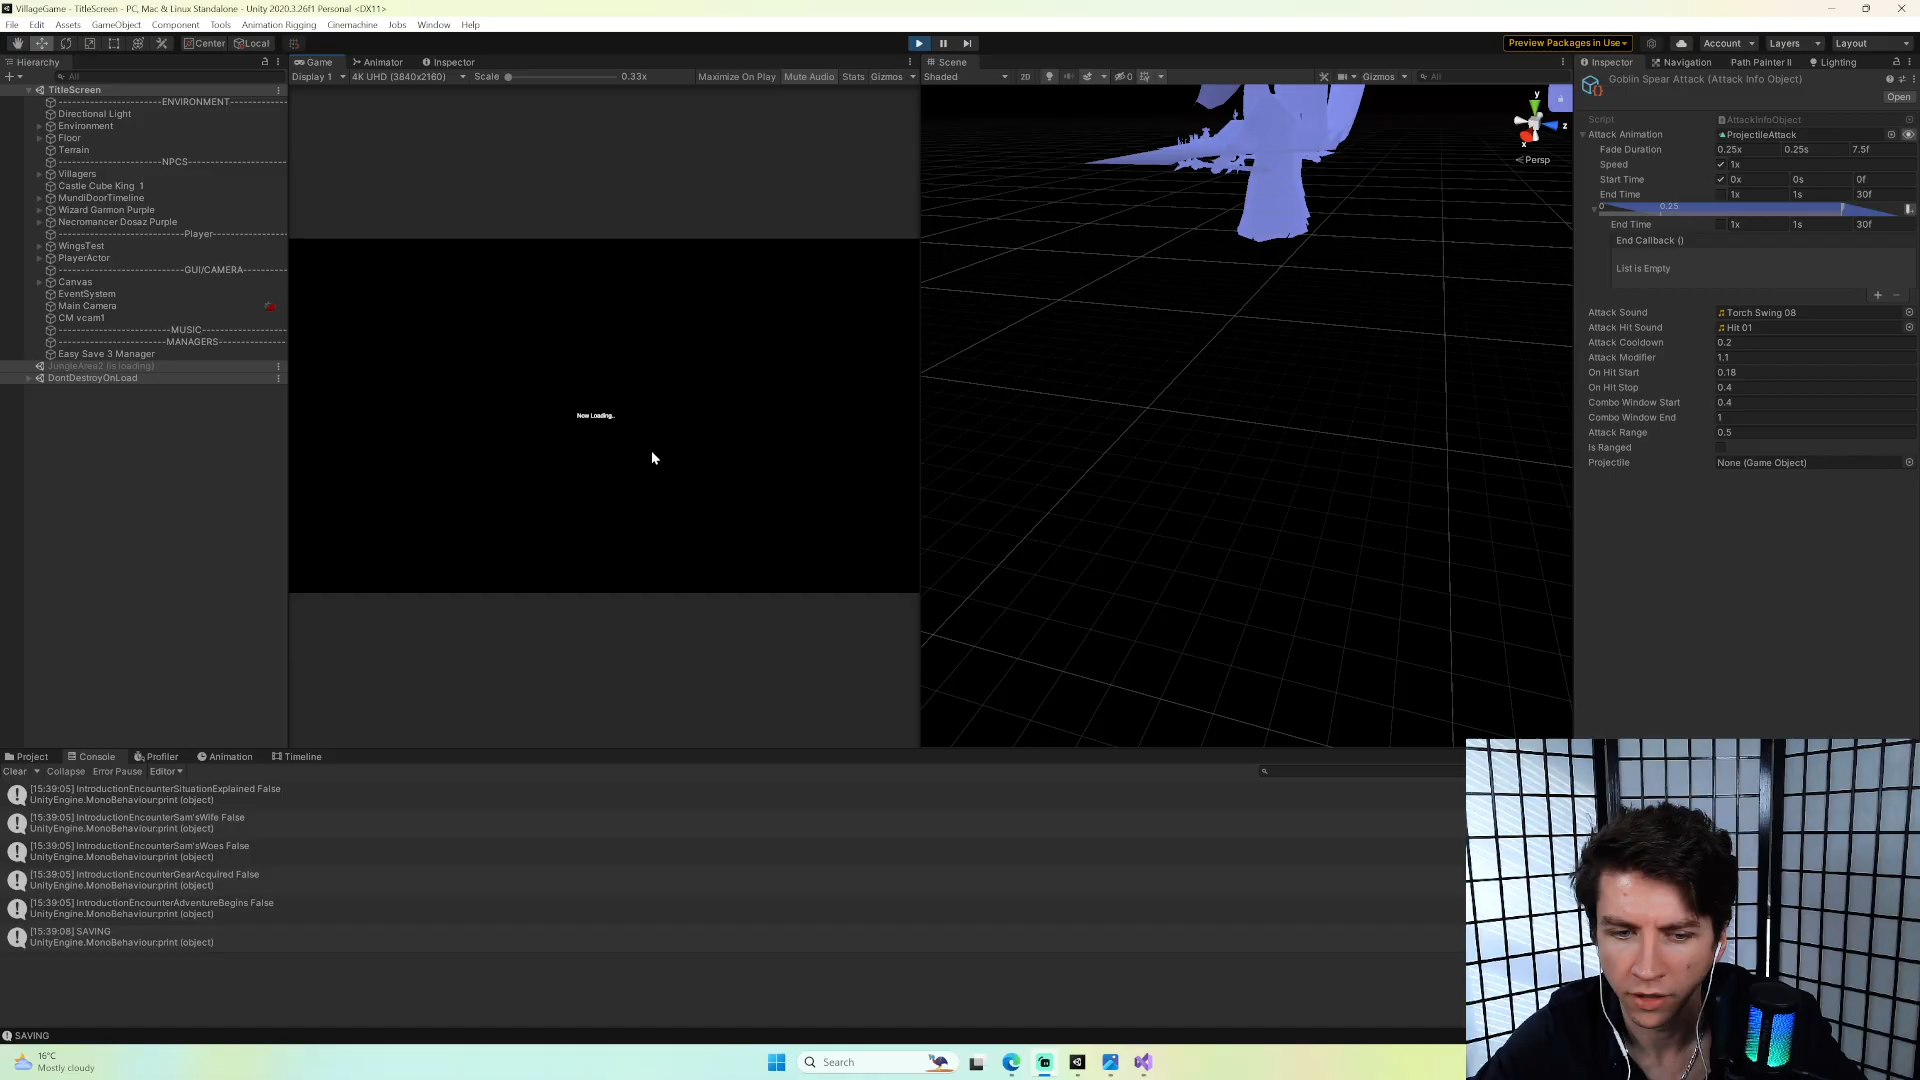 VillageGame - TitleScreen - PC, Mac & Linux Standalone - Unity 2020.3.26f1 Personal <DX11>
File Edit Assets GameObject Component Tools Animation Rigging Cinemachine Jobs Window Help
Center Local
Preview Packages in Use Account Layers Layout
Hierarchy
All
TitleScreen
ENVIRONMENT
Directional Light
Environment
Floor
Terrain
NPCS
Villagers
Castle Cube King 1
MundiDoorTimeline
Wizard Garmon Purple
Necromancer Dosaz Purple
Player
WingsTest
PlayerActor
GUI/CAMERA
Canvas
EventSystem
Main Camera
CM vcam1
MUSIC
MANAGERS
Easy Save 3 Manager
JungleArea2 (is loading)
DontDestroyOnLoad
Game Animator Inspector
Display 1 4K UHD (3840x2160) Scale 0.33x Maximize On Play Mute Audio Stats Gizmos
Now Loading..
Scene
Shaded 2D 0 Gizmos All
y
z
x
Persp
Inspector Navigation Path Painter II Lighting
Goblin Spear Attack (Attack Info Object)
Open
Script AttackInfoObject
Attack Animation ProjectileAttack
Fade Duration 0.25x 0.25s 7.5f
Speed 1x
Start Time 0x 0s 0f
End Time 1x 1s 30f
0 0.25
End Time 1x 1s 30f
End Callback ()
List is Empty
Attack Sound Torch Swing 08
Attack Hit Sound Hit 01
Attack Cooldown 0.2
Attack Modifier 1.1
On Hit Start 0.18
On Hit Stop 0.4
Combo Window Start 0.4
Combo Window End 1
Attack Range 0.5
Is Ranged
Projectile None (Game Object)
Project Console Profiler Animation Timeline
Clear Collapse Error Pause Editor
[15:39:05] IntroductionEncounterSituationExplained False
UnityEngine.MonoBehaviour:print (object)
[15:39:05] IntroductionEncounterSam'sWife False
UnityEngine.MonoBehaviour:print (object)
[15:39:05] IntroductionEncounterSam'sWoes False
UnityEngine.MonoBehaviour:print (object)
[15:39:05] IntroductionEncounterGearAcquired False
UnityEngine.MonoBehaviour:print (object)
[15:39:05] IntroductionEncounterAdventureBegins False
UnityEngine.MonoBehaviour:print (object)
[15:39:08] SAVING
UnityEngine.MonoBehaviour:print (object)
SAVING
16°C
Mostly cloudy
Search